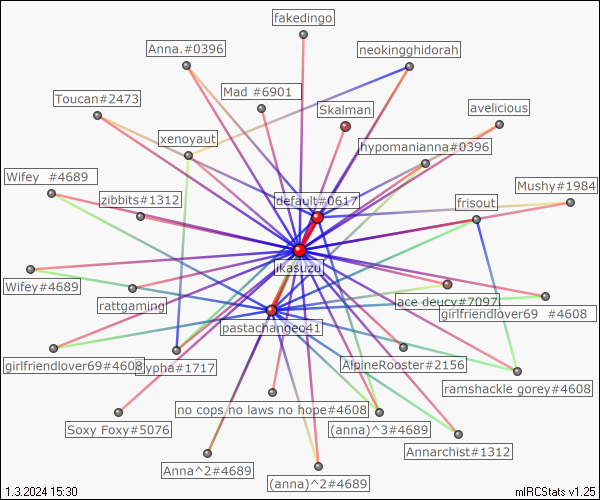 fakedingo
Anna.#0396
neokingghidorah
Mad #6901
Toucan#2473
Skalman
avelicious
xenoyaut
hypomanianna#0396
Wifey #4689
Mushy#1984
zibbits#1312
default#0617
frisout
ikasuzu
Wifey#4689
rattgaming
ace deucy#7097
girlfriendlover69 #4608
pastachangeo41
girlfriendlover69#4608
AlpineRooster#2156
ramshackle gorey#4608
no cops no laws no hope#4608
Soxy Foxy#5076
(anna)^3#4689
Annarchist#1312
Anna^2#4689
(anna)^2#4689
1.3.2024 15:30
mIRCStats v1.25